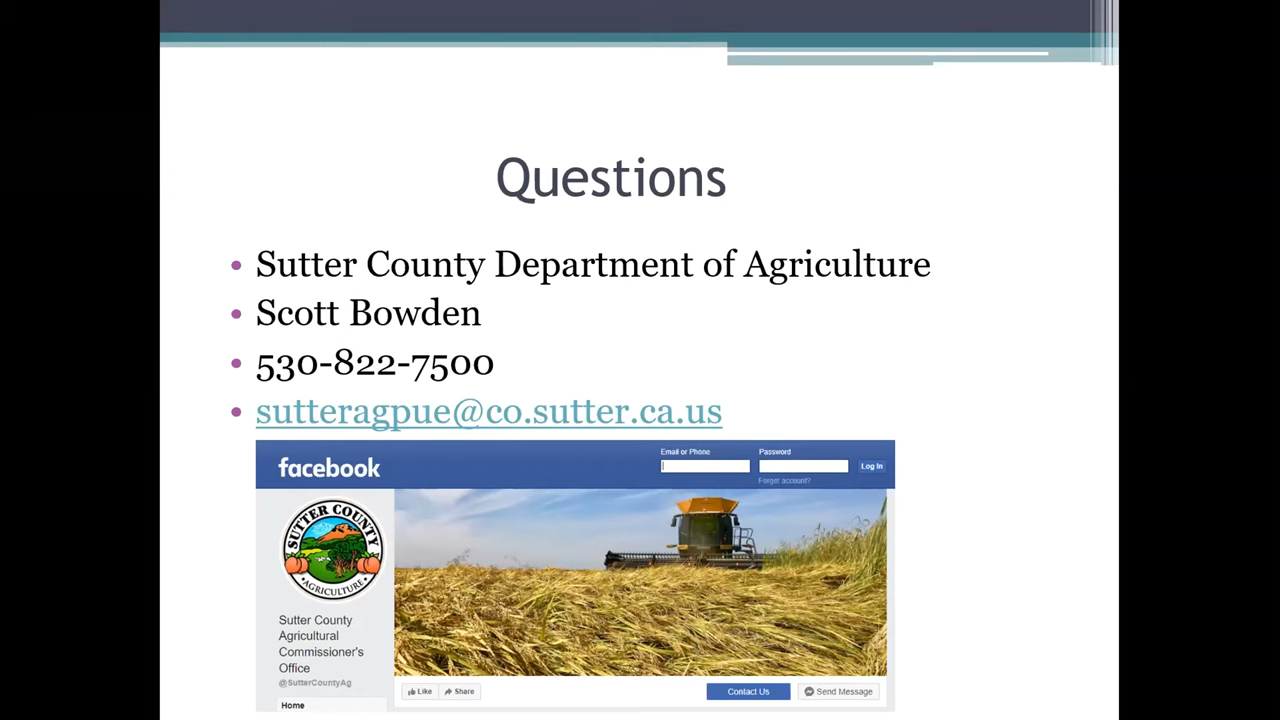 Questions
• Sutter County Department of Agriculture
• Scott Bowden
• 530-822-7500
• sutteragpue@co.sutter.ca.us
facebook
Email or Phone
Password
Log In
Forgot account?
SUTTER COUNTY
AGRICULTURE
Sutter County
Agricultural
Commissioner's
Office
@SutterCountyAg
Home
Like
Share
Contact Us
Send Message